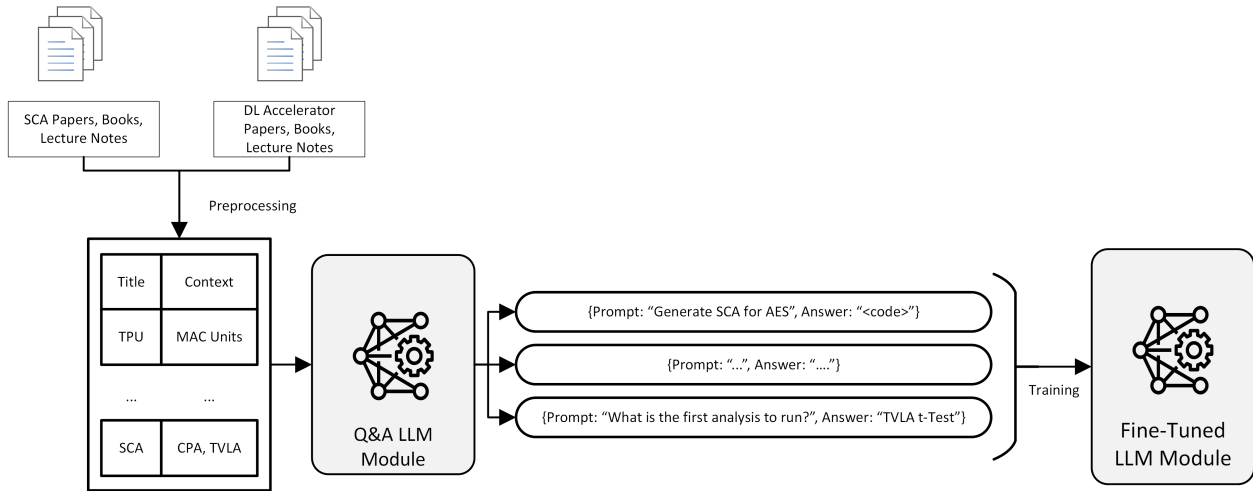 SCA Papers, Books,
Lecture Notes
DL Accelerator
Papers, Books,
Lecture Notes
Preprocessing
Title Context
TPU MAC Units
... ...
SCA CPA, TVLA
Q&A LLM
Module
{Prompt: “Generate SCA for AES”, Answer: “<code>”}
{Prompt: “...”, Answer: “....”}
{Prompt: “What is the first analysis to run?”, Answer: “TVLA t-Test”}
Training
Fine-Tuned
LLM Module